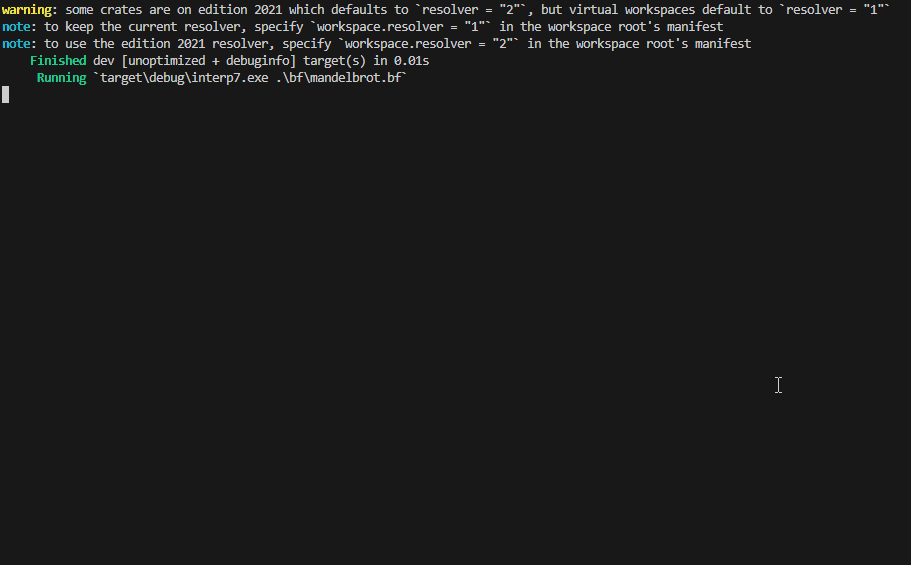 warning: some crates are on edition 2021 which defaults to `resolver = "2"`, but virtual workspaces default to `resolver = "1"`
note: to keep the current resolver, specify `workspace.resolver = "1"` in the workspace root's manifest
note: to use the edition 2021 resolver, specify `workspace.resolver = "2"` in the workspace root's manifest
Finished dev [unoptimized + debuginfo] target(s) in 0.01s
Running `target\debug\interp7.exe .\bf\mandelbrot.bf`